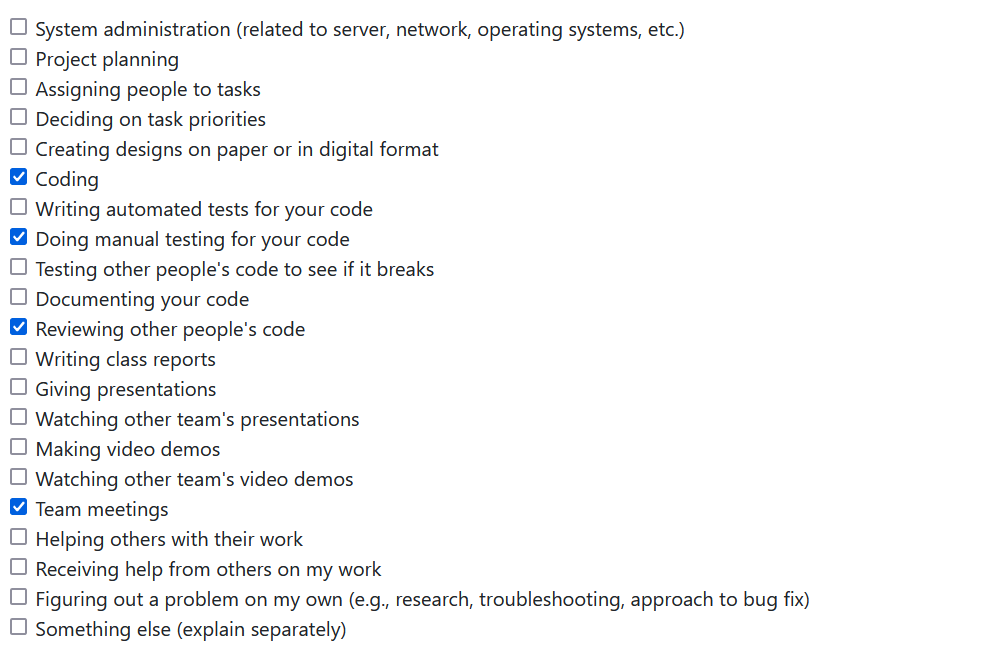 System administration (related to server, network, operating systems, etc.)
Project planning
Assigning people to tasks
Deciding on task priorities
Creating designs on paper or in digital format
Coding
Writing automated tests for your code
Doing manual testing for your code
Testing other people's code to see if it breaks
Documenting your code
Reviewing other people's code
Writing class reports
Giving presentations
Watching other team's presentations
Making video demos
Watching other team's video demos
Team meetings
Helping others with their work
Receiving help from others on my work
Figuring out a problem on my own (e.g., research, troubleshooting, approach to bug fix)
Something else (explain separately)